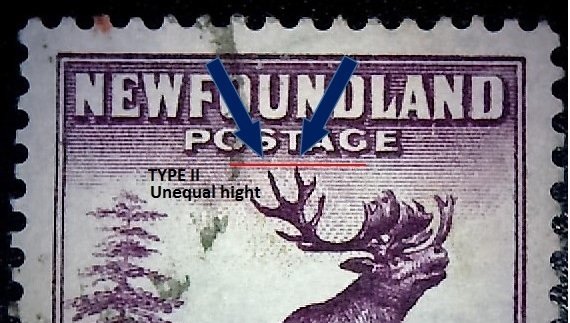 NEWFOUNDLAND
POSTAGE
TYPE II
Unequal hight